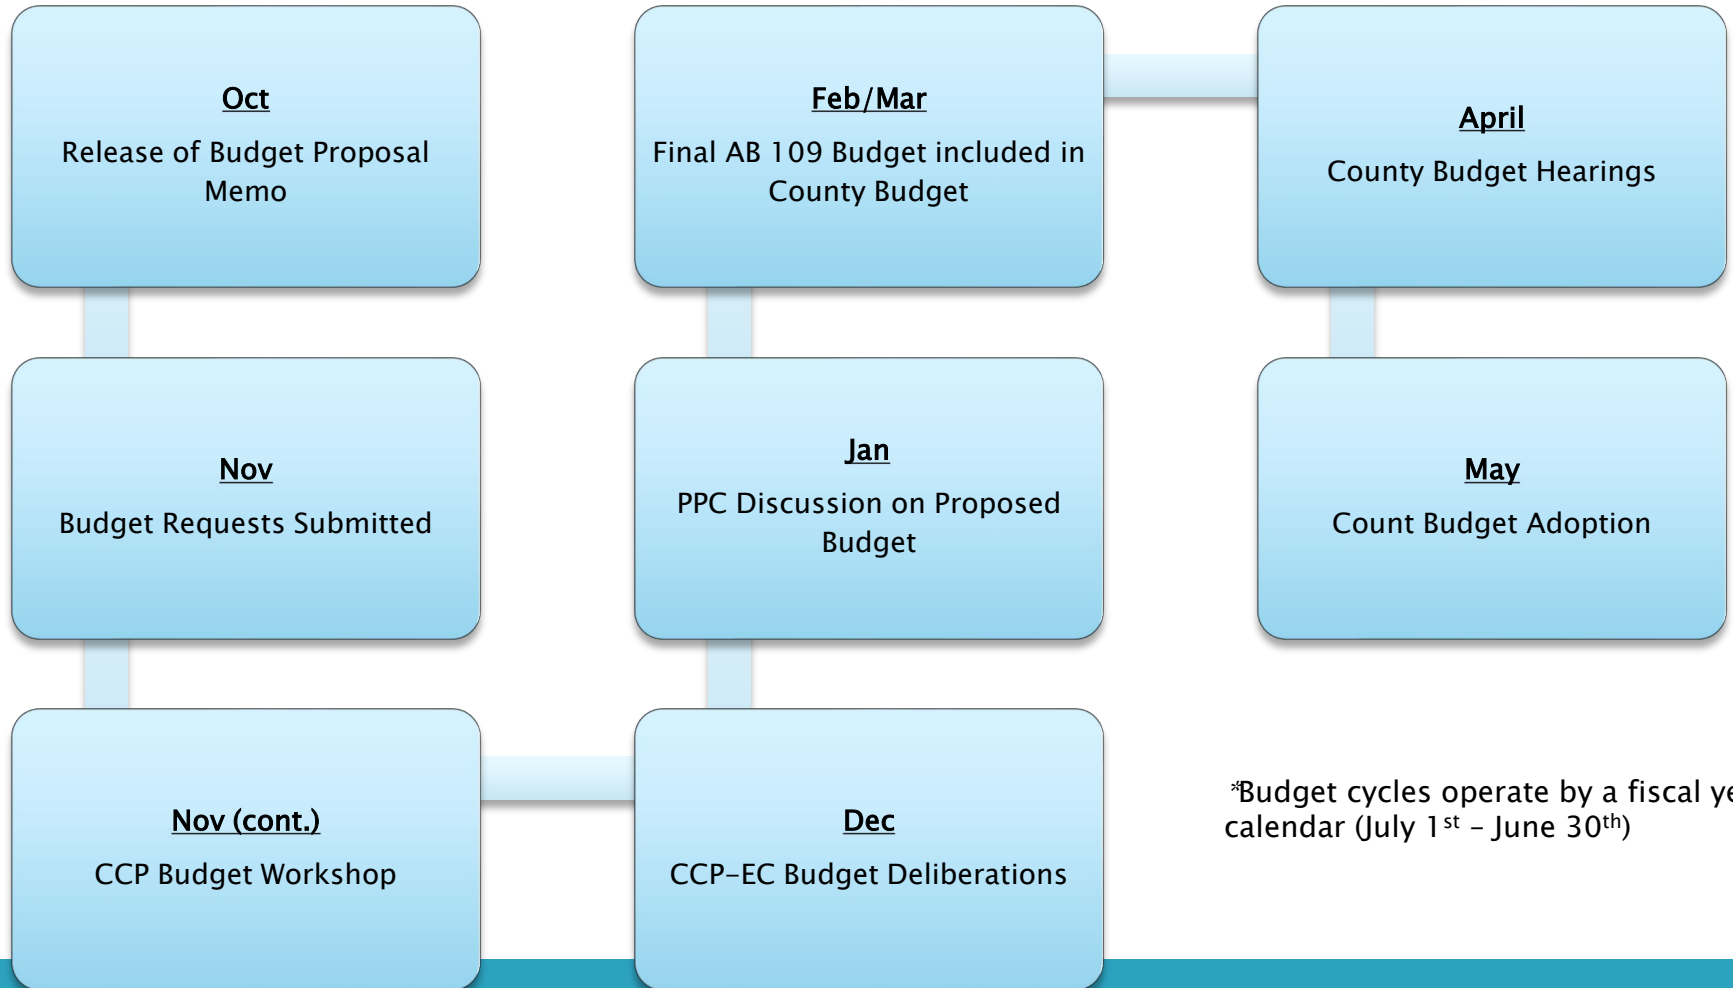 Oct
Release of Budget Proposal
Memo
Nov
Budget Requests Submitted
Nov (cont.)
CCP Budget Workshop
Dec
CCP-EC Budget Deliberations
Jan
PPC Discussion on Proposed
Budget
Feb/Mar
Final AB 109 Budget included in
County Budget
April
County Budget Hearings
May
Count Budget Adoption
*Budget cycles operate by a fiscal ye
calendar (July 1st – June 30th)